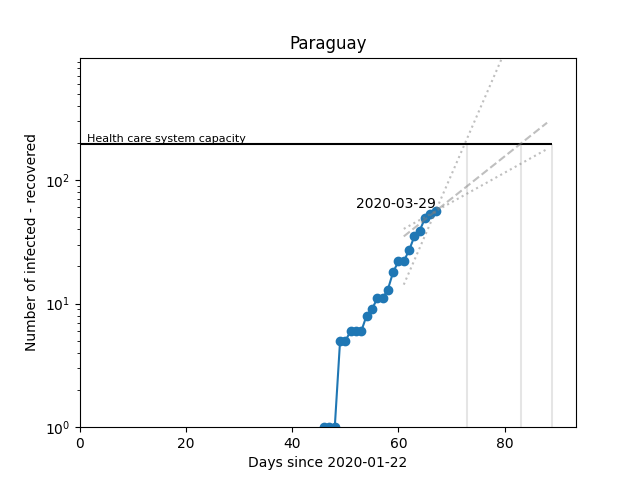 Paraguay
Number of infected - recovered
10²
10¹
10⁰
Health care system capacity
2020-03-29
0 20 40 60 80
Days since 2020-01-22